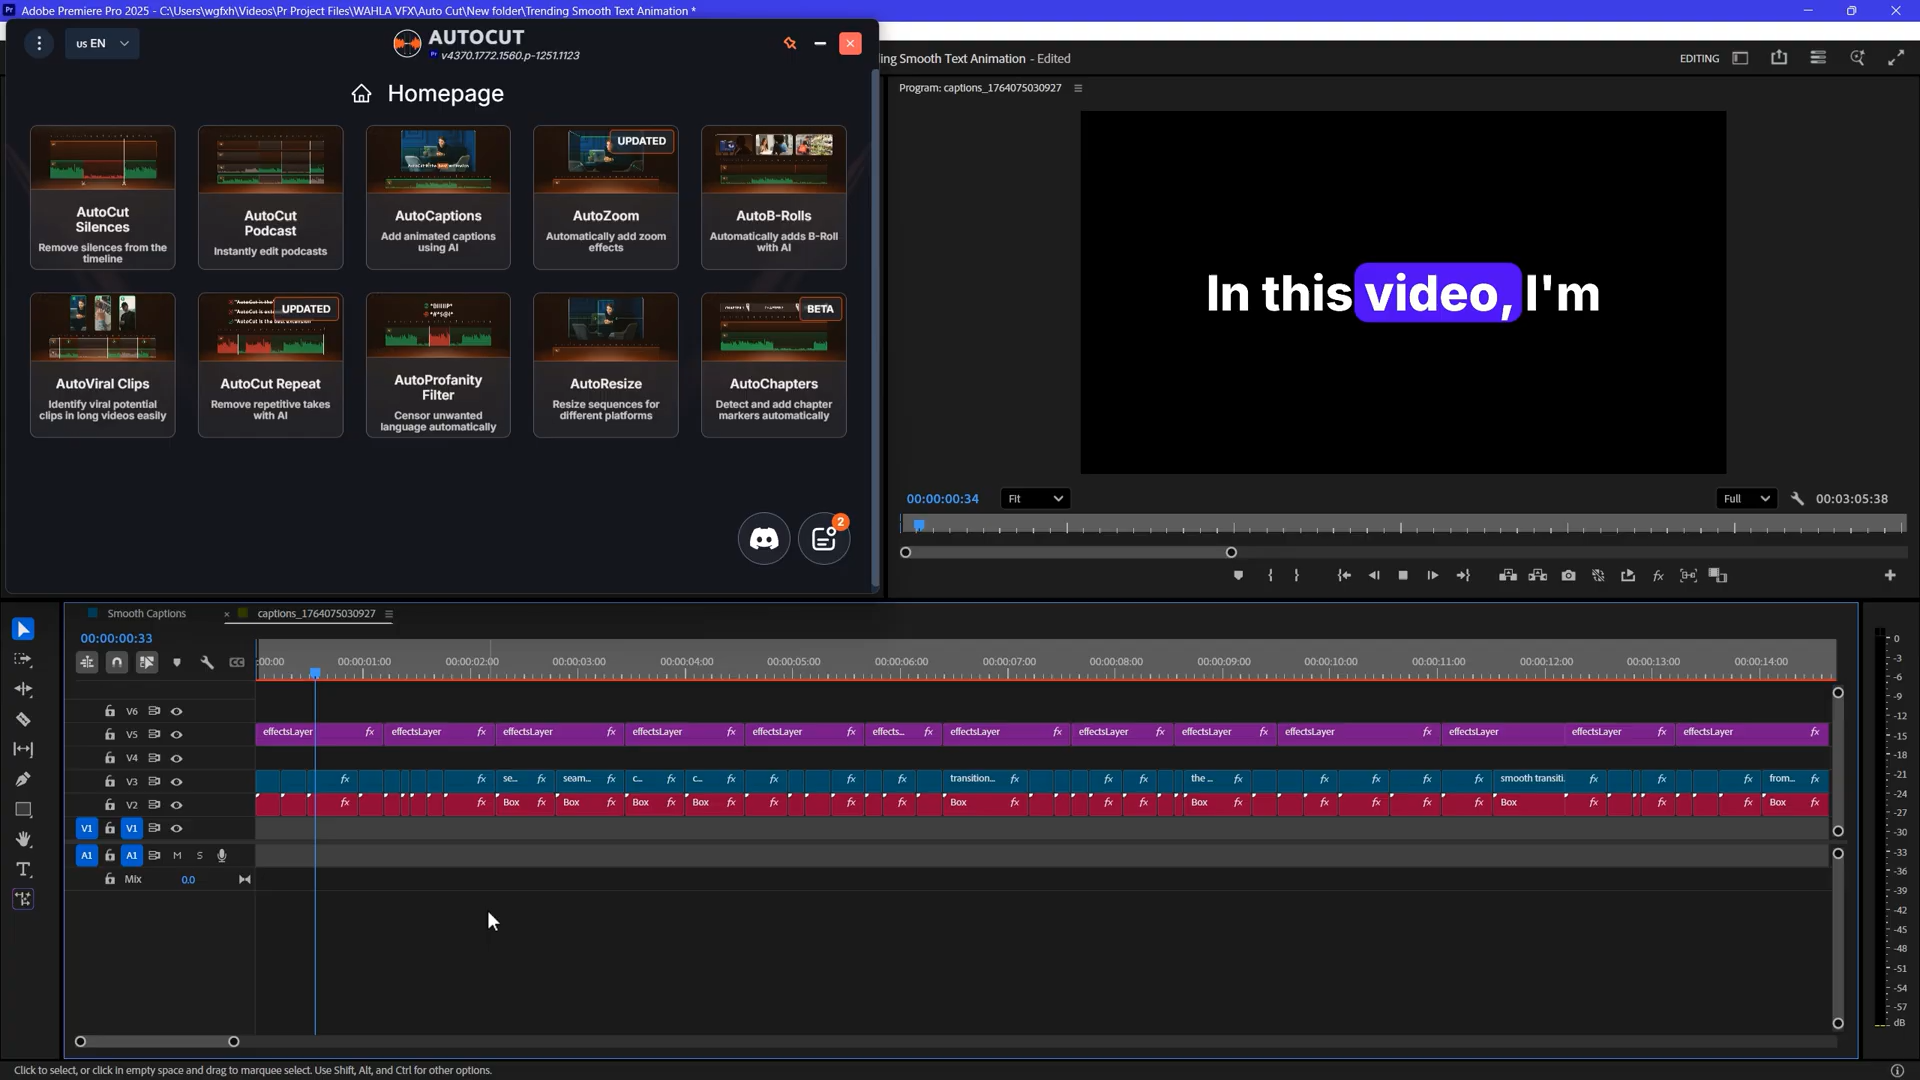 Adobe Premiere Pro 2025 - C:\Users\wgfxh\Videos\Pr Project Files\WAHLA VFX\Auto Cut\New folder\Trending Smooth Text Animation *
us EN
AUTOCUT
v4370.1772.1560.p-1251.1123
ing Smooth Text Animation - Edited
EDITING
Homepage
Program: captions_1764075030927
AutoCut Silences
Remove silences from the timeline
AutoCut Podcast
Instantly edit podcasts
AutoCaptions
Add animated captions using AI
UPDATED
AutoZoom
Automatically add zoom effects
AutoB-Rolls
Automatically adds B-Roll with AI
AutoViral Clips
Identify viral potential clips in long videos easily
UPDATED
AutoCut Repeat
Remove repetitive takes with AI
AutoProfanity Filter
Censor unwanted language automatically
AutoResize
Resize sequences for different platforms
BETA
AutoChapters
Detect and add chapter markers automatically
2
In this video, I'm
00:00:00:34
Fit
Full
00:03:05:38
Smooth Captions
captions_1764075030927
00:00:00:33
:00:00
00:00:01:00
00:00:02:00
00:00:03:00
00:00:04:00
00:00:05:00
00:00:06:00
00:00:07:00
00:00:08:00
00:00:09:00
00:00:10:00
00:00:11:00
00:00:12:00
00:00:13:00
00:00:14:00
V6
V5
effectsLayer fx effectsLayer fx effectsLayer fx effectsLayer fx effectsLayer fx effects... fx effectsLayer fx effectsLayer fx effectsLayer fx effectsLayer fx effectsLayer effectsLayer fx effectsLayer fx
V4
V3
fx fx se... fx seam... fx c... fx c... fx fx fx transition... fx fx fx the ... fx fx fx fx smooth transiti. fx fx from... fx
V2
fx fx Box fx Box fx Box fx Box fx fx fx Box fx fx fx Box fx fx fx fx Box fx fx Box fx
V1 V1
A1 A1 M S
Mix 0.0
0
-3
-6
-9
-12
-15
-18
-21
-24
-27
-30
-33
-36
-39
-42
-45
-48
-51
-54
-57
dB
Click to select, or click in empty space and drag to marquee select. Use Shift, Alt, and Ctrl for other options.